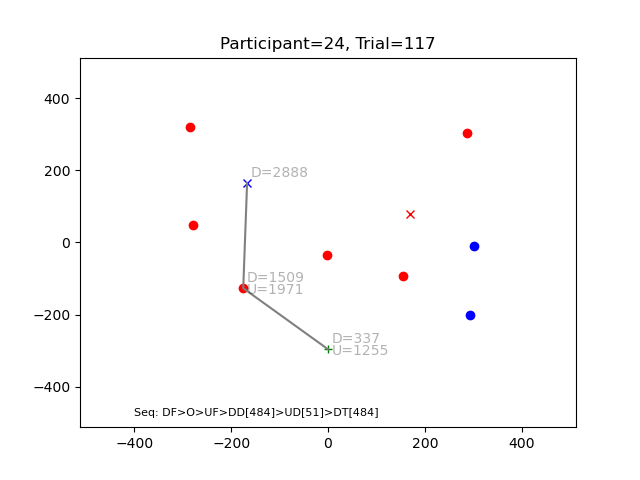 Participant=24, Trial=117
400
200
0
−200
−400
D=2888
D=1509
U=1971
D=337
U=1255
Seq: DF>O>UF>DD[484]>UD[51]>DT[484]
−400
−200
0
200
400